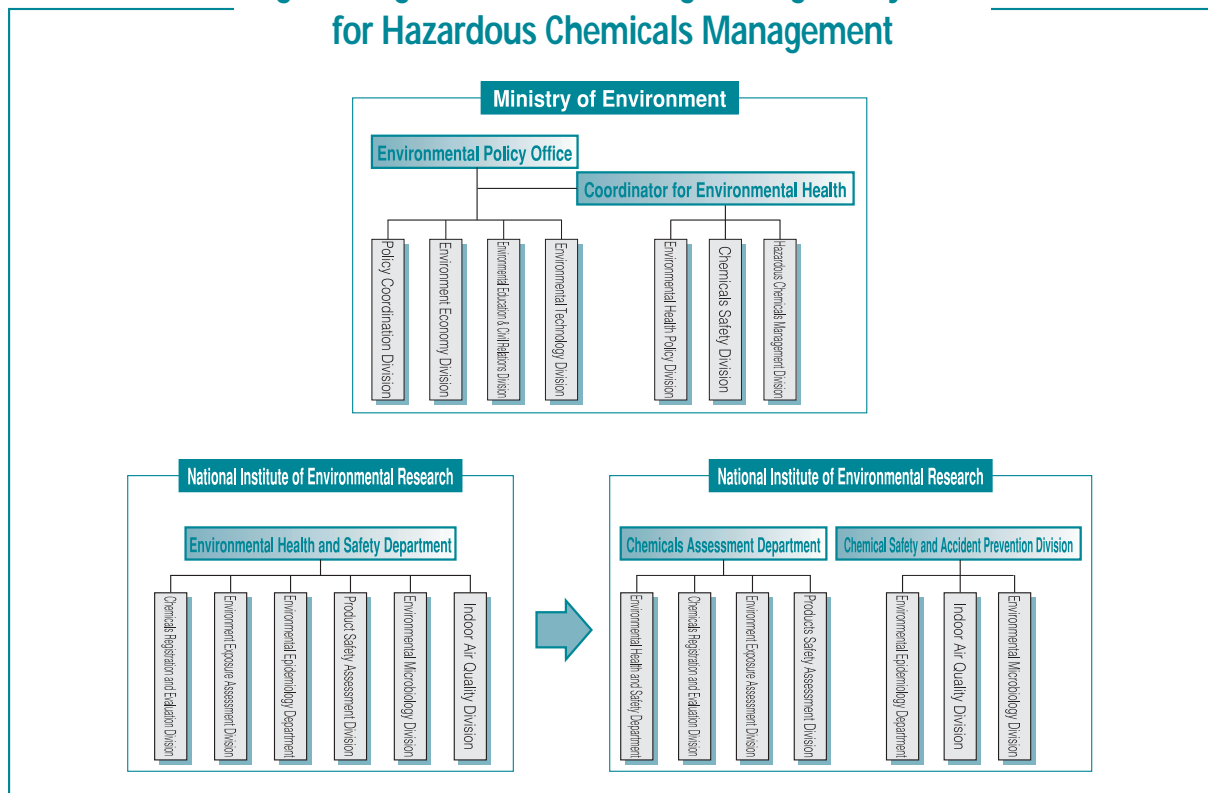 for Hazardous Chemicals Management
Ministry of Environment
Environmental Policy Office
Coordinator for Environmental Health
Policy Coordination Division
Environment Economy Division
Environmental Education & Civil Relations Division
Environmental Technology Division
Environmental Health Policy Division
Chemicals Safety Division
Hazardous Chemicals Management Division
National Institute of Environmental Research
Environmental Health and Safety Department
Chemicals Registration and Evaluation Division
Environment Exposure Assessment Division
Environmental Epidemiology Department
Product Safety Assessment Division
Environmental Microbiology Division
Indoor Air Quality Division
National Institute of Environmental Research
Chemicals Assessment Department
Chemical Safety and Accident Prevention Division
Environmental Health and Safety Department
Chemicals Registration and Evaluation Division
Environment Exposure Assessment Division
Products Safety Assessment Division
Environmental Epidemiology Department
Indoor Air Quality Division
Environmental Microbiology Division